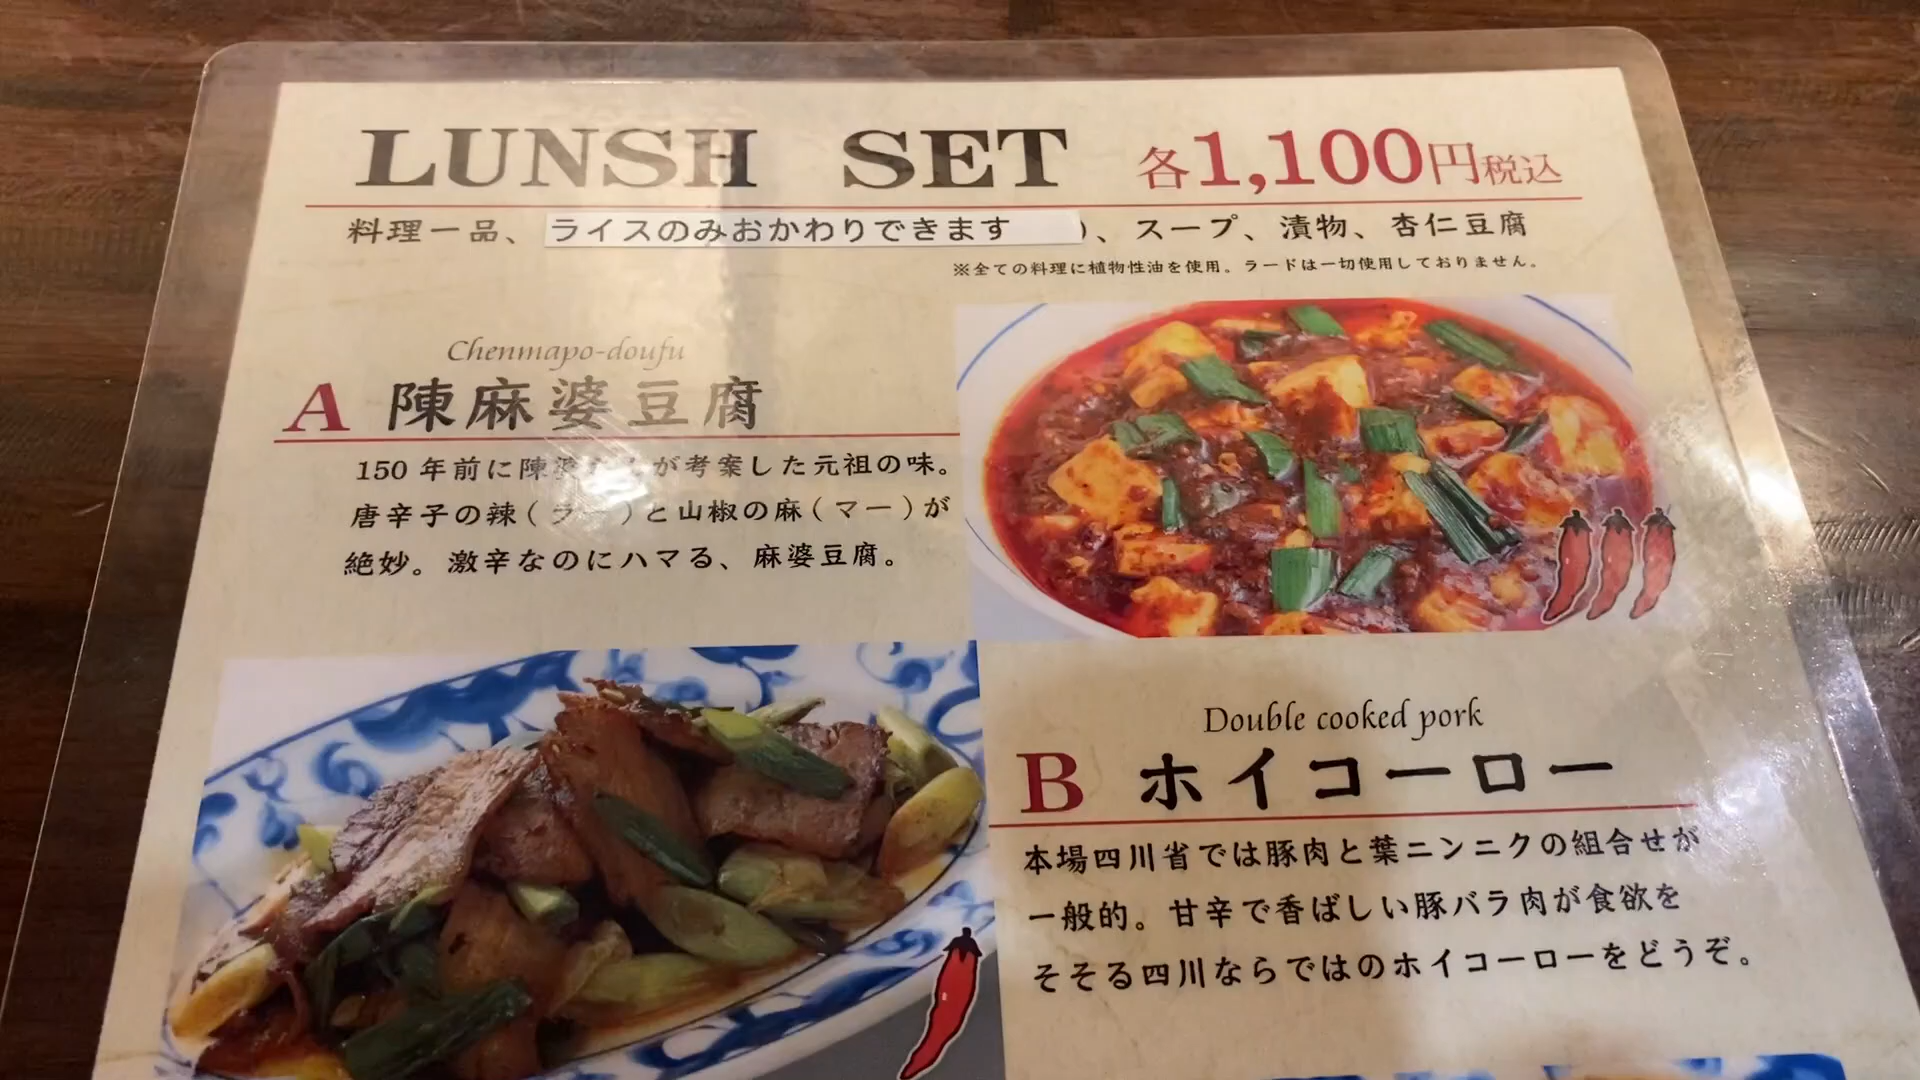 LUNSH SET 各1,100円税込
料理一品、ライスのみおかわりできます )、スープ、漬物、杏仁豆腐
※全ての料理に植物性油を使用。ラードは一切使用しておりません。
Chenmapo-doufu
A 陳麻婆豆腐
150年前に陳婆さんが考案した元祖の味。
唐辛子の辣(ラー)と山椒の麻(マー)が
絶妙。激辛なのにハマる、麻婆豆腐。
Double cooked pork
B ホイコーロー
本場四川省では豚肉と葉ニンニクの組合せが
一般的。甘辛で香ばしい豚バラ肉が食欲を
そそる四川ならではのホイコーローをどうぞ。